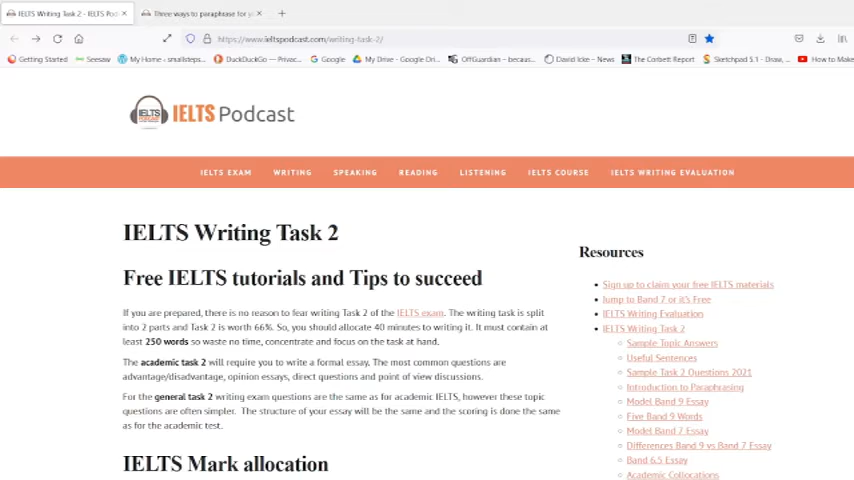 IELTS Writing Task 2 - IELTS Pod
Three ways to paraphrase for y
https://www.ieltspodcast.com/writing-task-2/
Getting Started Seesaw My Home · smallsteps... DuckDuckGo — Privac... Google My Drive - Google Dri... OffGuardian – becaus... David Icke – News The Corbett Report Sketchpad 5.1 - Draw, ... How to Make
IELTS Podcast
IELTS EXAM WRITING SPEAKING READING LISTENING IELTS COURSE IELTS WRITING EVALUATION
IELTS Writing Task 2
Free IELTS tutorials and Tips to succeed
If you are prepared, there is no reason to fear writing Task 2 of the IELTS exam. The writing task is split
into 2 parts and Task 2 is worth 66%. So, you should allocate 40 minutes to writing it. It must contain at
least 250 words so waste no time, concentrate and focus on the task at hand.
The academic task 2 will require you to write a formal essay. The most common questions are
advantage/disadvantage, opinion essays, direct questions and point of view discussions.
For the general task 2 writing exam questions are the same as for academic IELTS, however these topic
questions are often simpler. The structure of your essay will be the same and the scoring is done the same
as for the academic test.
IELTS Mark allocation
Resources
Sign up to claim your free IELTS materials
Jump to Band 7 or it's Free
IELTS Writing Evaluation
IELTS Writing Task 2
Sample Topic Answers
Useful Sentences
Sample Task 2 Questions 2021
Introduction to Paraphrasing
Model Band 9 Essay
Five Band 9 Words
Model Band 7 Essay
Differences Band 9 vs Band 7 Essay
Band 6.5 Essay
Academic Collocations